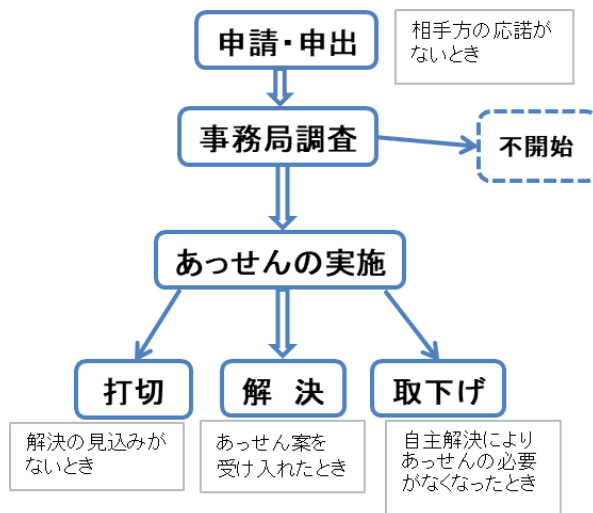 申請・申出
相手方の応諾が
ないとき
事務局調査
不開始
あっせんの実施
打切
解　決
取下げ
解決の見込みが
ないとき
あっせん案を
受け入れたとき
自主解決により
あっせんの必要
がなくなったとき